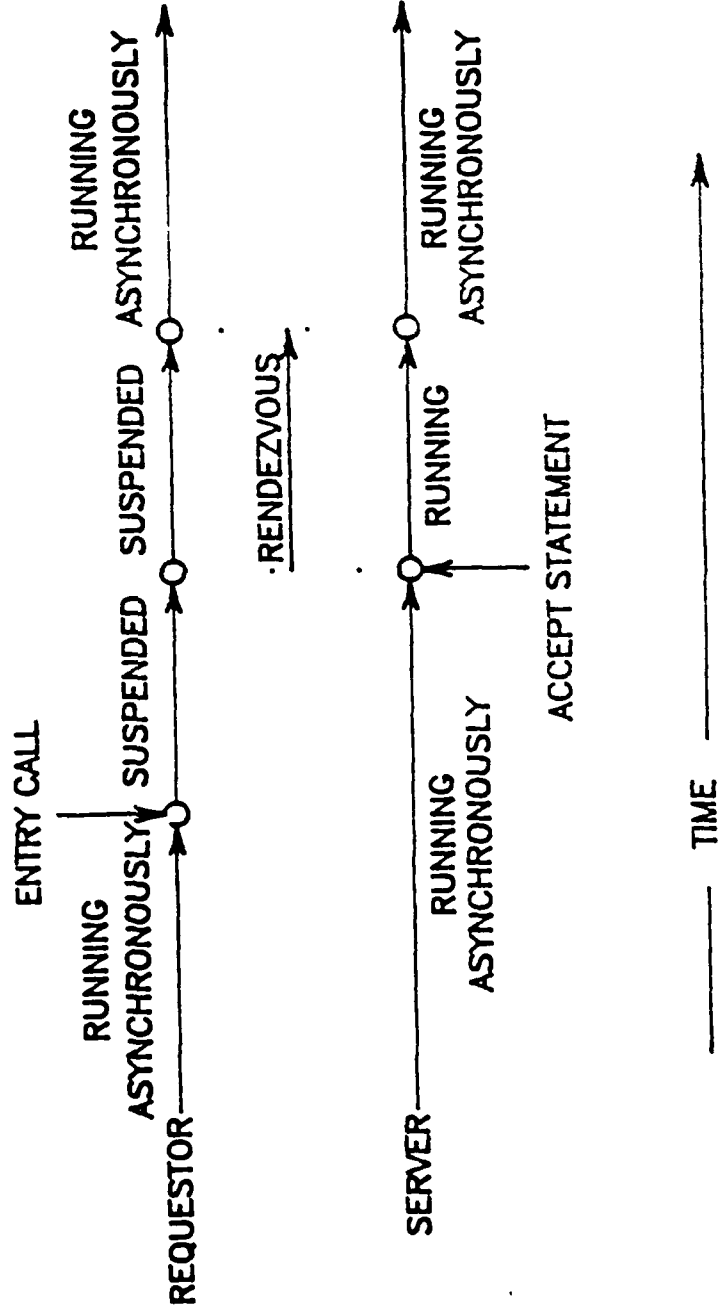 ENTRY CALL
RUNNING
ASYNCHRONOUSLY
SUSPENDED
SUSPENDED
RUNNING
ASYNCHRONOUSLY
REQUESTOR
RENDEZVOUS
SERVER
RUNNING
ASYNCHRONOUSLY
RUNNING
RUNNING
ASYNCHRONOUSLY
ACCEPT STATEMENT
TIME